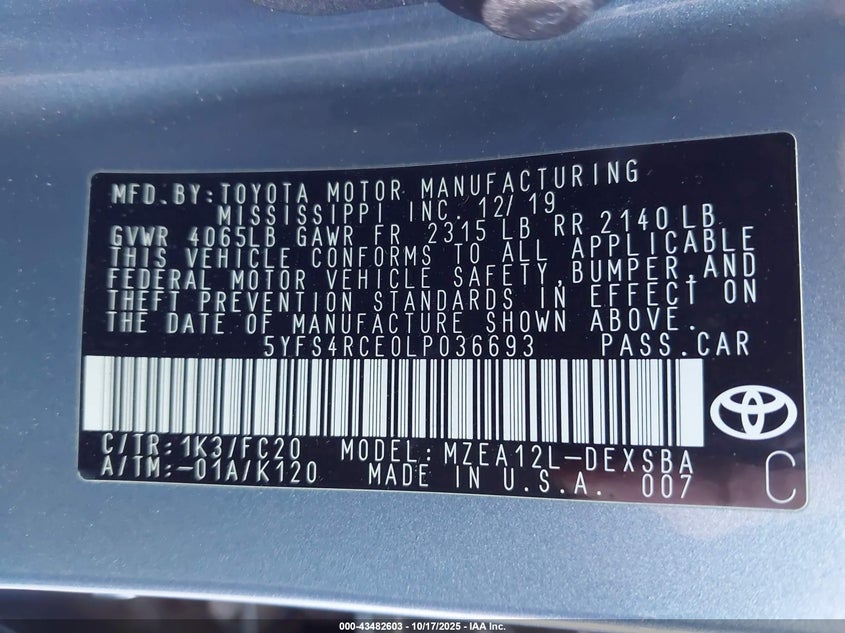 MFD.BY:TOYOTA MOTOR MANUFACTURING
MISSISSIPPI INC. 12/19
GVWR 4065LB GAWR FR 2315 LB RR 2140 LB
THIS VEHICLE CONFORMS TO ALL APPLICABLE
FEDERAL MOTOR VEHICLE SAFETY,BUMPER,AND
THEFT PREVENTION STANDARDS IN EFFECT ON
THE DATE OF MANUFACTURE SHOWN ABOVE.
5YFS4RCE0LP036693 PASS.CAR
C/TR:1K3/FC20 MODEL:MZEA12L-DEXSBA
A/TM:-01A/K120 MADE IN U.S.A. 007 C
000-43482603 - 10/17/2025 - IAA Inc.